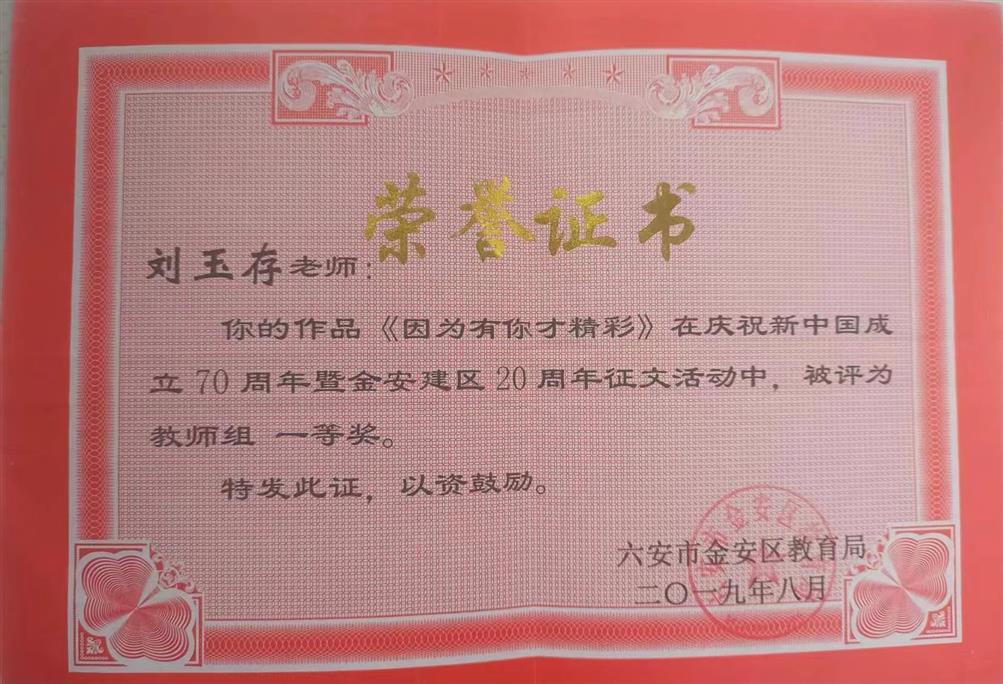 荣誉证书
刘玉存老师：
你的作品《因为有你才精彩》在庆祝新中国成
立70周年暨金安建区20周年征文活动中，被评为
教师组 一等奖。
特发此证，以资鼓励。
六安市金安区教育局
二〇一九年八月